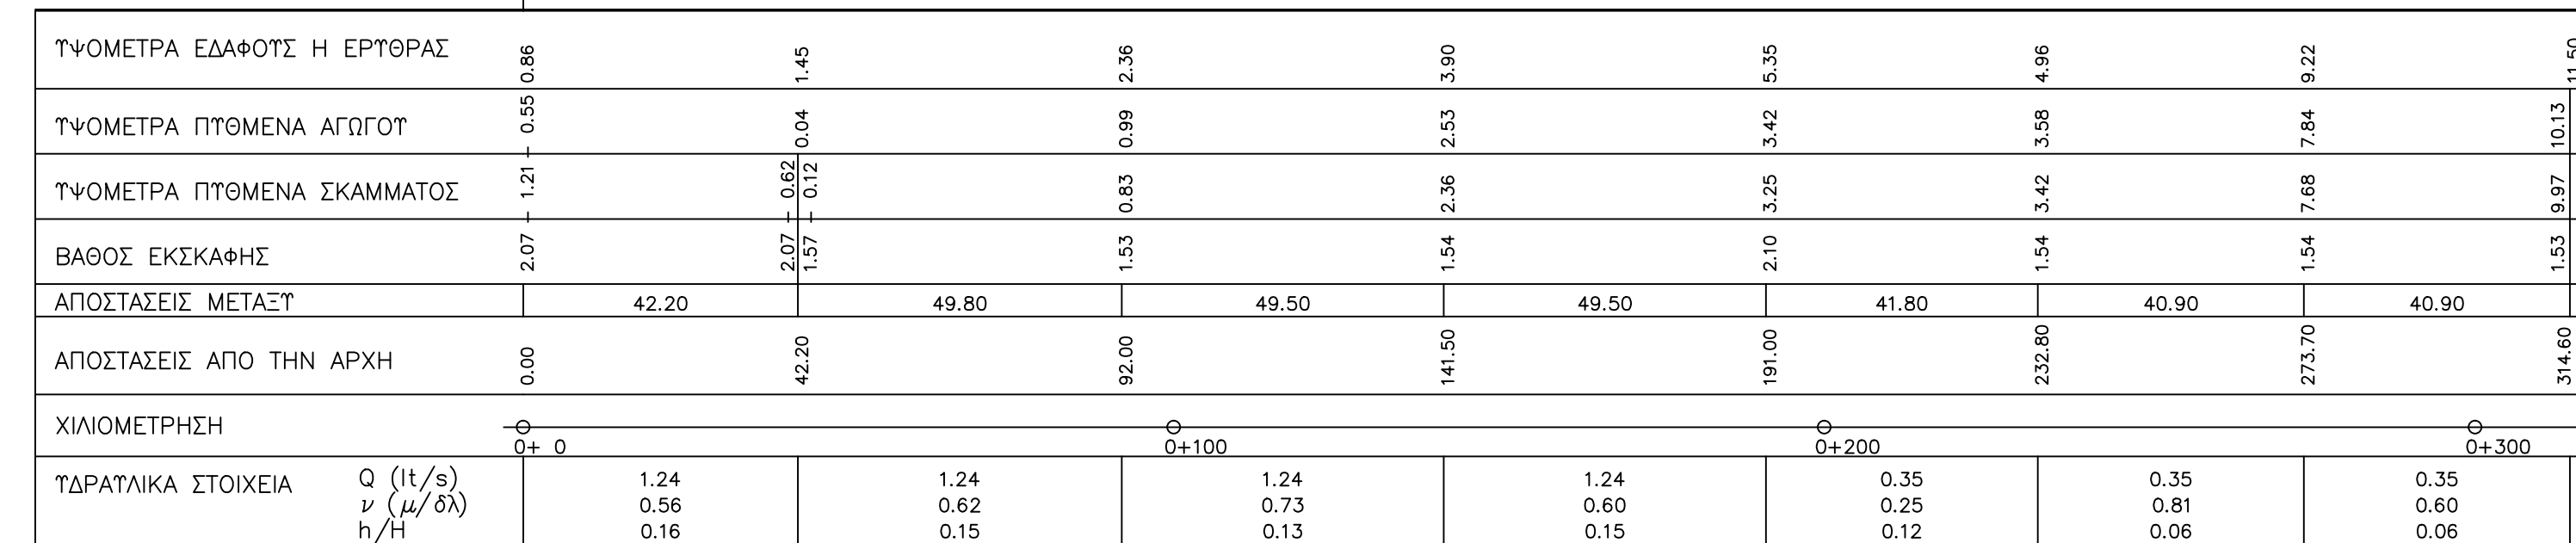 ΥΨΟΜΕΤΡΑ ΕΔΑΦΟΥΣ Η ΕΡΥΘΡΑΣ 0.86 1.45 2.36 3.90 5.35 4.96 9.22 11.50
ΥΨΟΜΕΤΡΑ ΠΥΘΜΕΝΑ ΑΓΩΓΟΥ - 0.55 0.04 0.99 2.53 3.42 3.58 7.84 10.13
ΥΨΟΜΕΤΡΑ ΠΥΘΜΕΝΑ ΣΚΑΜΜΑΤΟΣ - 1.21 - 0.62 - 0.12 0.83 2.36 3.25 3.42 7.68 9.97
ΒΑΘΟΣ ΕΚΣΚΑΦΗΣ 2.07 2.07 1.57 1.53 1.54 2.10 1.54 1.54 1.53
ΑΠΟΣΤΑΣΕΙΣ ΜΕΤΑΞΥ 42.20 49.80 49.50 49.50 41.80 40.90 40.90
ΑΠΟΣΤΑΣΕΙΣ ΑΠΟ ΤΗΝ ΑΡΧΗ 0.00 42.20 92.00 141.50 191.00 232.80 273.70 314.60
ΧΙΛΙΟΜΕΤΡΗΣΗ
0+ 0 0+100 0+200 0+300
ΥΔΡΑΥΛΙΚΑ ΣΤΟΙΧΕΙΑ Q (lt/s) 1.24 1.24 1.24 1.24 0.35 0.35 0.35
ν (μ/δλ) 0.56 0.62 0.73 0.60 0.25 0.81 0.60
h/H 0.16 0.15 0.13 0.15 0.12 0.06 0.06